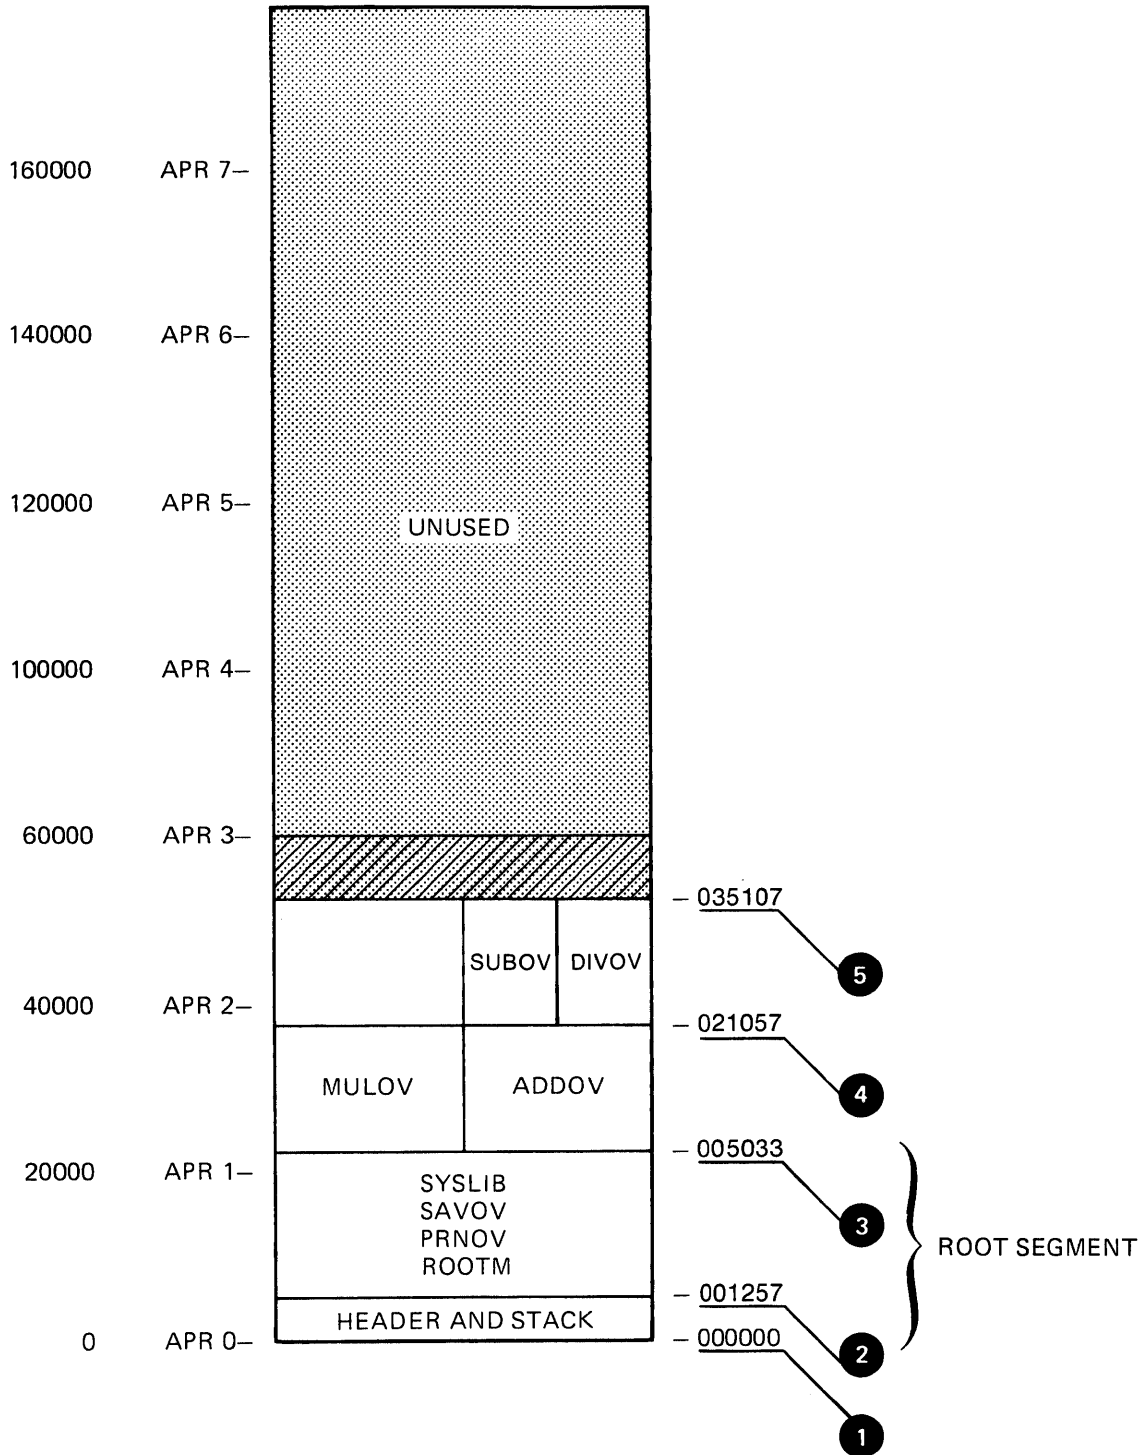 160000 APR 7–
140000 APR 6–
120000 APR 5–
UNUSED
100000 APR 4–
60000 APR 3–
– 035107
SUBOV DIVOV
5
40000 APR 2–
– 021057
MULOV ADDOV
4
– 005033
20000 APR 1–
SYSLIB
SAVOV
3
PRNOV
ROOT SEGMENT
ROOTM
– 001257
HEADER AND STACK
0 APR 0–
– 000000
2
1